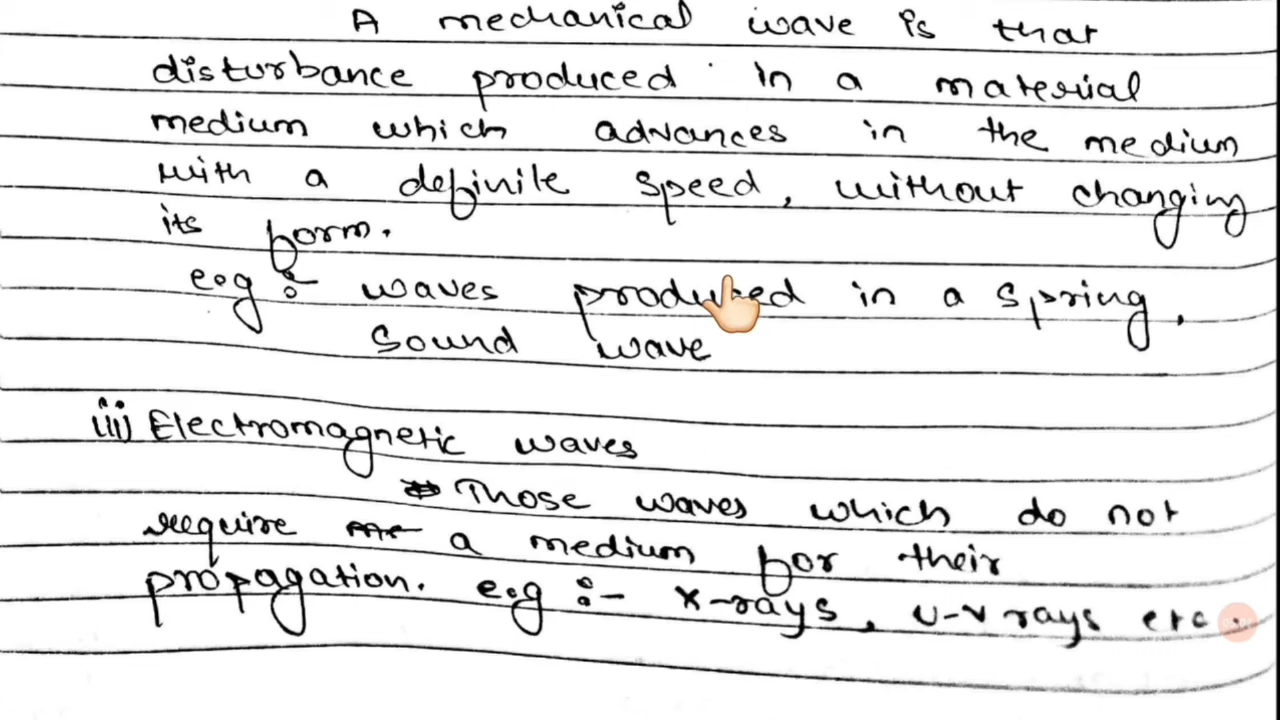 A mechanical wave is that
disturbance produced in a material
medium which advances in the medium
with a definite speed, without changing
its form.
e.g :- waves produced in a spring.
Sound wave
iii) Electromagnetic waves
Those waves which do not
require a medium for their
propagation. e.g :- x-rays, U-V rays etc.